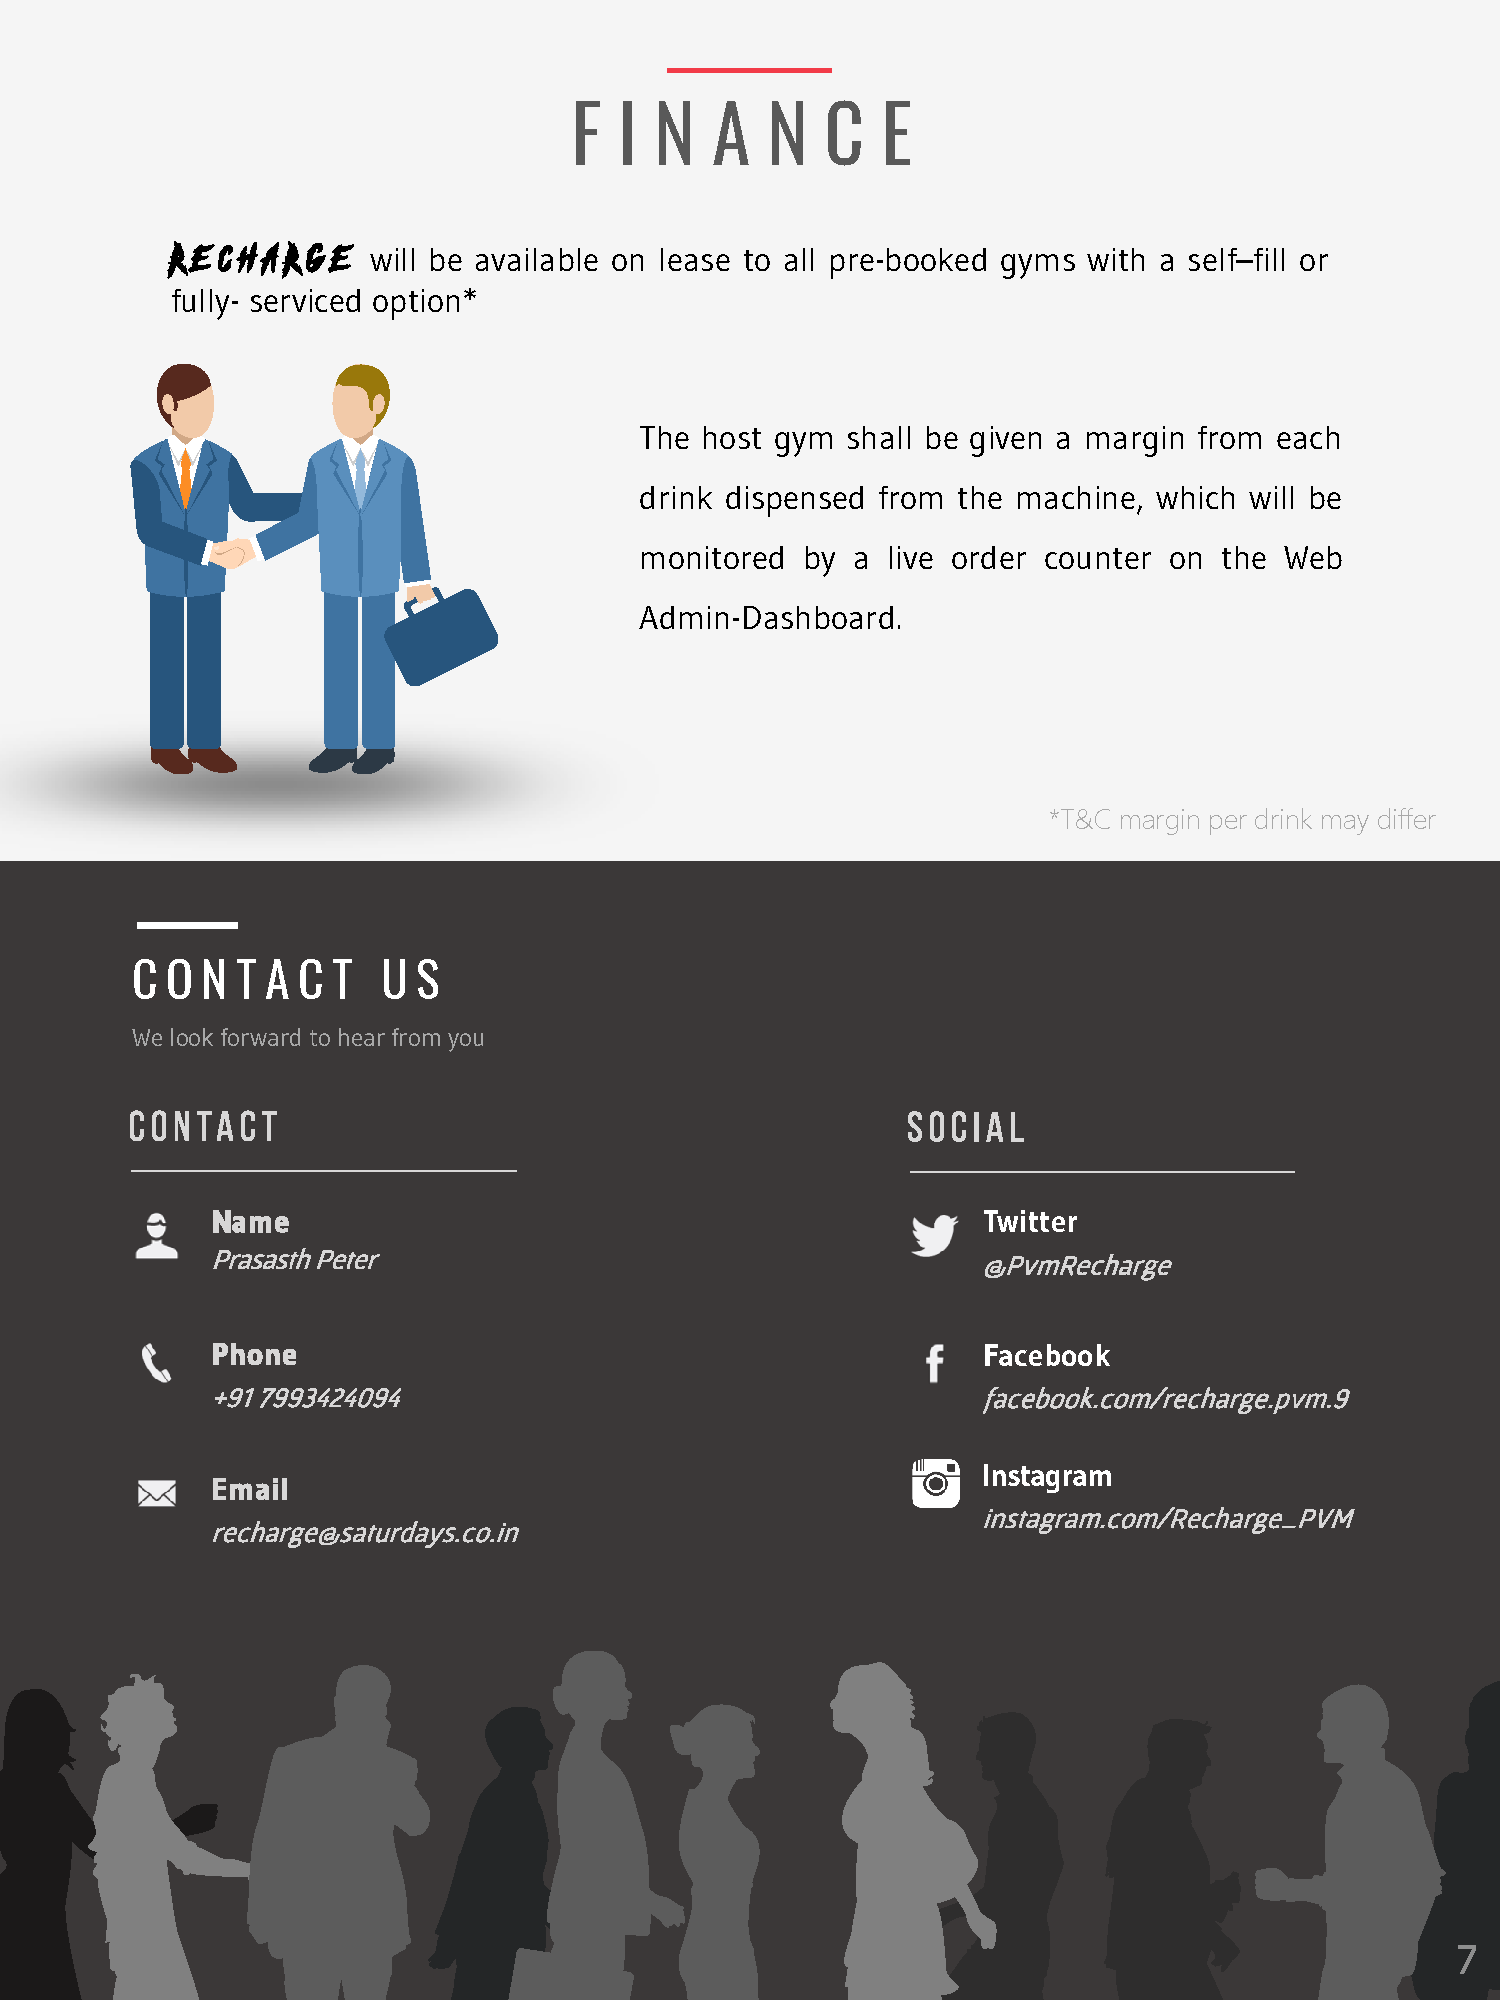 FINANCE
RECHARGE will be available on lease to all pre-booked gyms with a self–fill or
fully- serviced option*
The host gym shall be given a margin from each
drink dispensed from the machine, which will be
monitored by a live order counter on the Web
Admin-Dashboard.
*T&C margin per drink may differ
CONTACT US
We look forward to hear from you
CONTACT
Name
Prasasth Peter
Phone
+91 7993424094
Email
recharge@saturdays.co.in
SOCIAL
Twitter
@PvmRecharge
Facebook
facebook.com/recharge.pvm.9
Instagram
instagram.com/Recharge_PVM
7